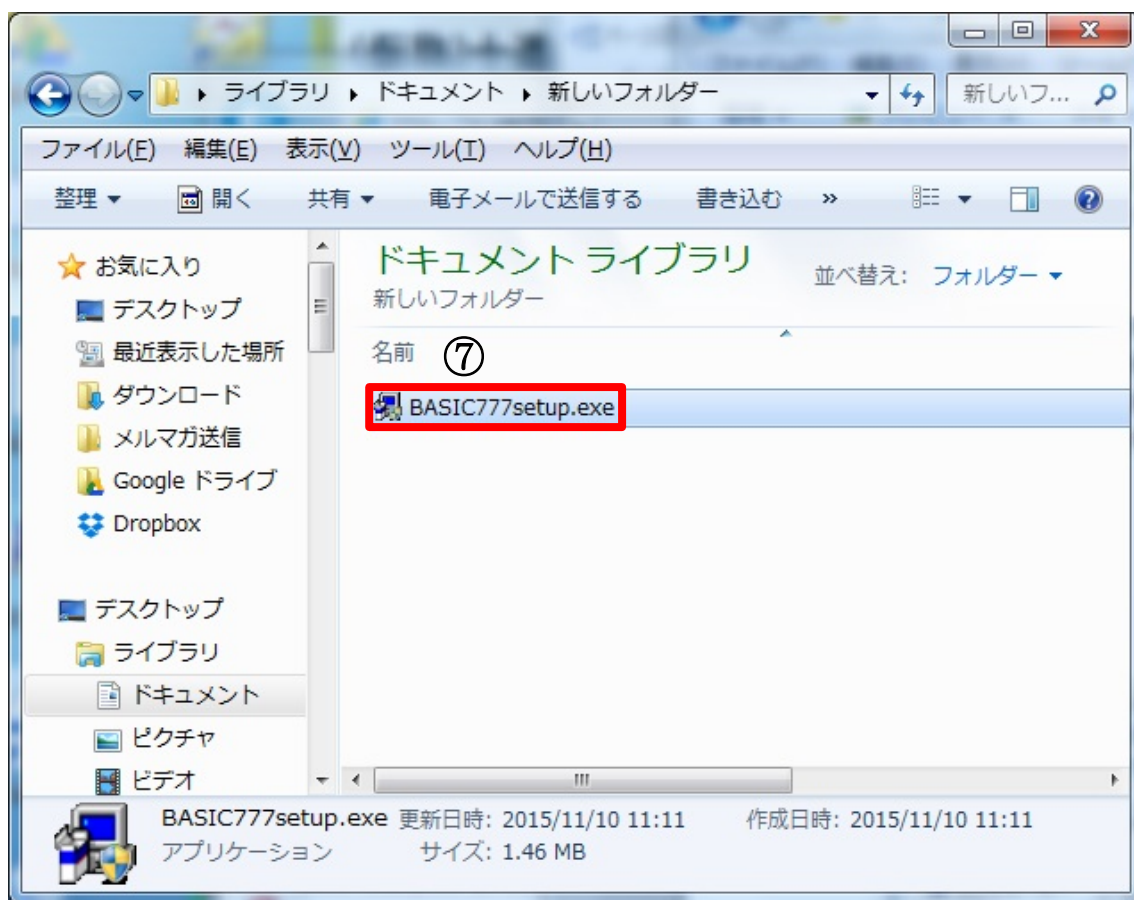 ライブラリ ドキュメント 新しいフォルダー 新しいフ...
ファイル(F) 編集(E) 表示(V) ツール(T) ヘルプ(H)
整理 開く 共有 電子メールで送信する 書き込む »
お気に入り
デスクトップ
最近表示した場所
ダウンロード
メルマガ送信
Google ドライブ
Dropbox
デスクトップ
ライブラリ
ドキュメント
ピクチャ
ビデオ
ドキュメント ライブラリ
新しいフォルダー
並べ替え: フォルダー
名前 ⑦
BASIC777setup.exe
BASIC777setup.exe 更新日時: 2015/11/10 11:11 作成日時: 2015/11/10 11:11
アプリケーション サイズ: 1.46 MB